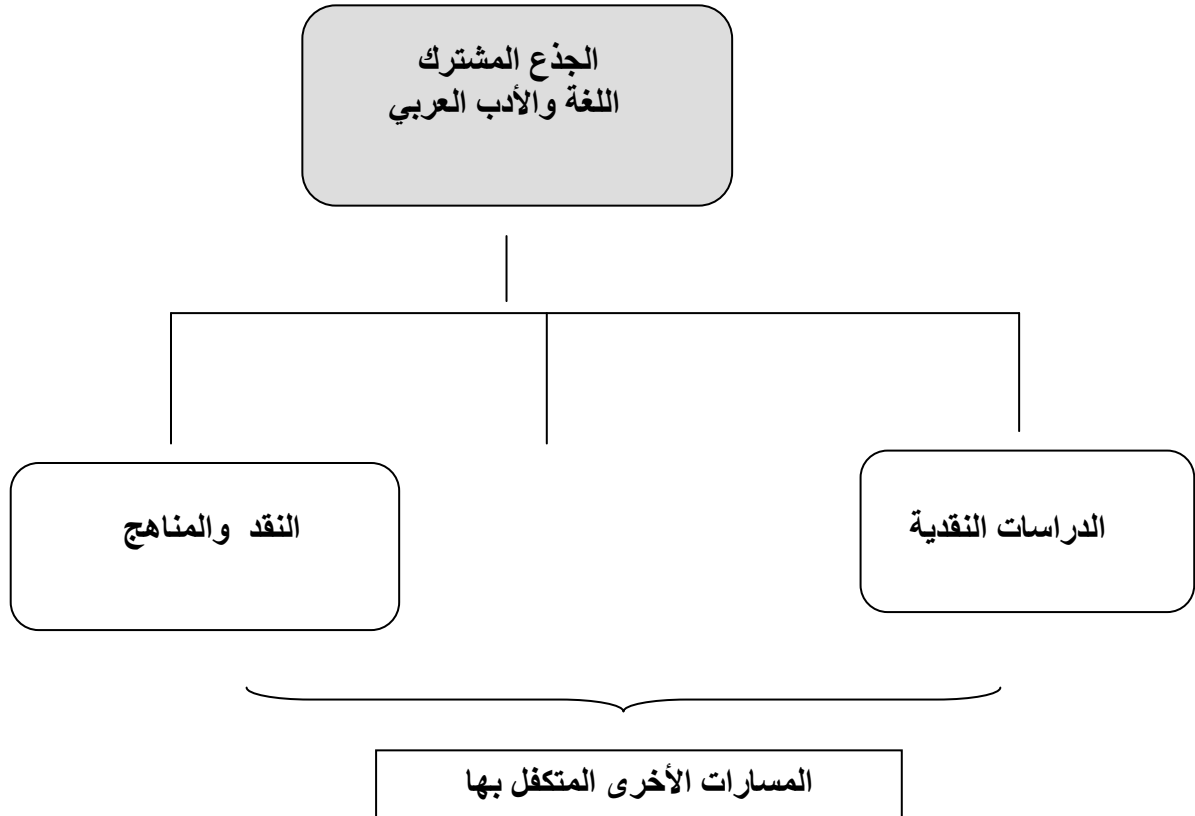 الجذع المشترك
اللغة والأدب العربي
الدراسات النقدية
النقد والمناهج
المسارات الأخرى المتكفل بها